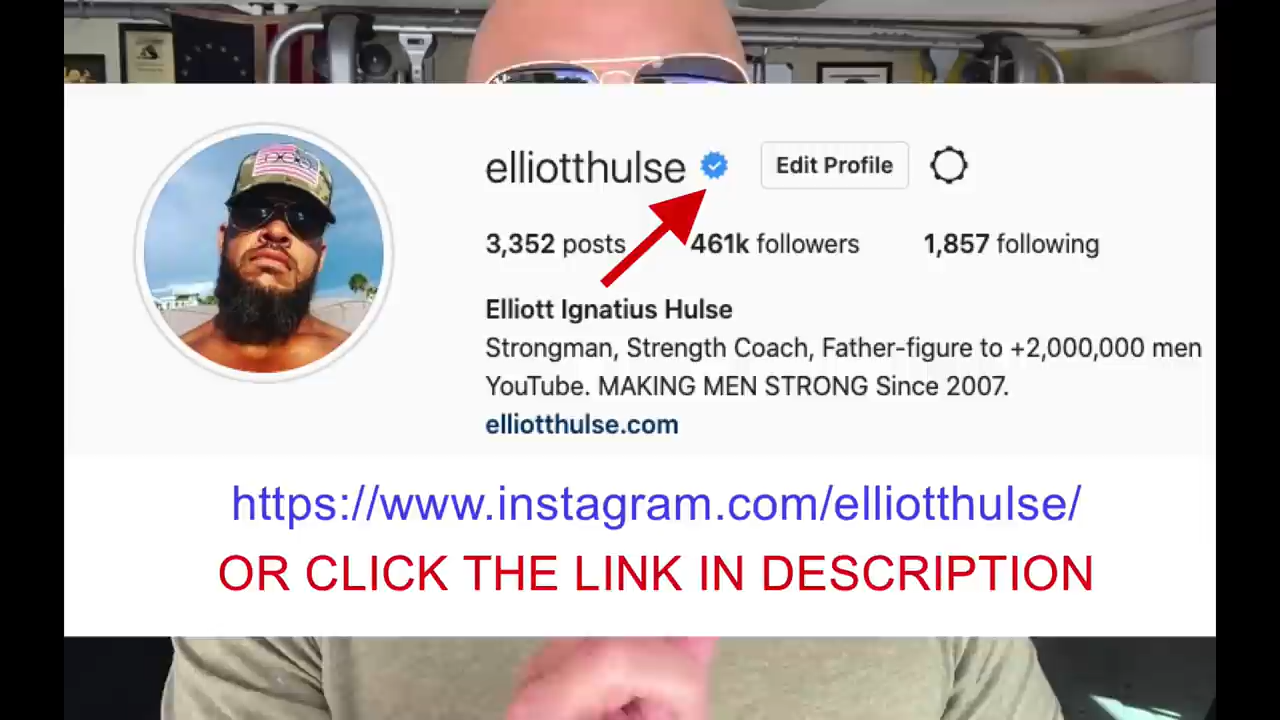 elliotthulse Edit Profile
3,352 posts 461k followers 1,857 following
Elliott Ignatius Hulse
Strongman, Strength Coach, Father-figure to +2,000,000 men
YouTube. MAKING MEN STRONG Since 2007.
elliotthulse.com
https://www.instagram.com/elliotthulse/
OR CLICK THE LINK IN DESCRIPTION